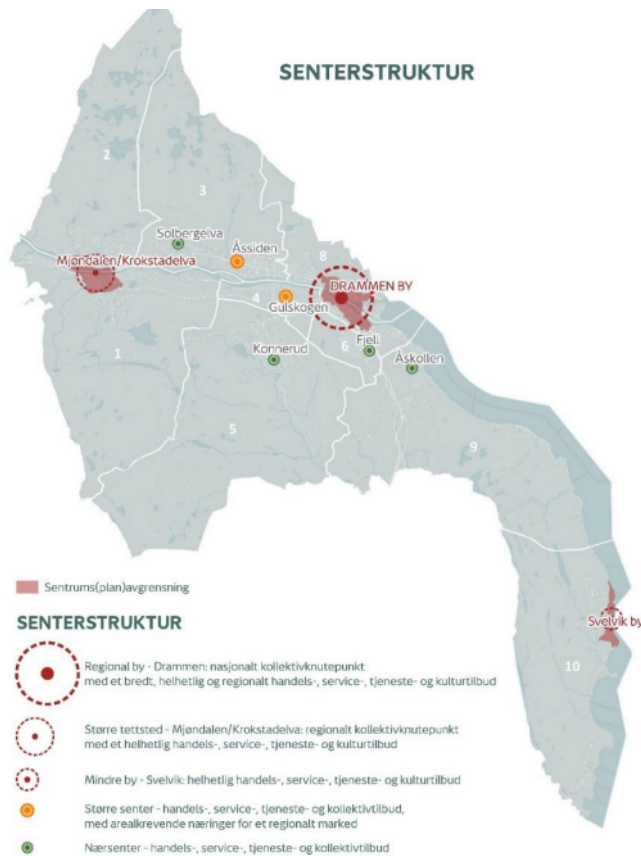 SENTERSTRUKTUR
2
3
Solbergelva
Åssiden
8
Mjøndalen/Krokstadelva
DRAMMEN BY
4
Gulskogen
Fjell
6
Konnerud
Åskollen
1
5
9
Sentrums(plan)avgrensning
SENTERSTRUKTUR
Svelvik by
10
Regional by - Drammen: nasjonalt kollektivknutepunkt
med et bredt, helhetlig og regionalt handels-, service-, tjeneste- og kulturtilbud
Større tettsted - Mjøndalen/Krokstadelva: regionalt kollektivknutepunkt
med et helhetlig handels-, service-, tjeneste- og kulturtilbud
Mindre by - Svelvik: helhetlig handels-, service-, tjeneste- og kulturtilbud
Større senter - handels-, service-, tjeneste- og kollektivtilbud,
med arealkrevende næringer for et regionalt marked
Nærsenter - handels-, service-, tjeneste- og kollektivtilbud